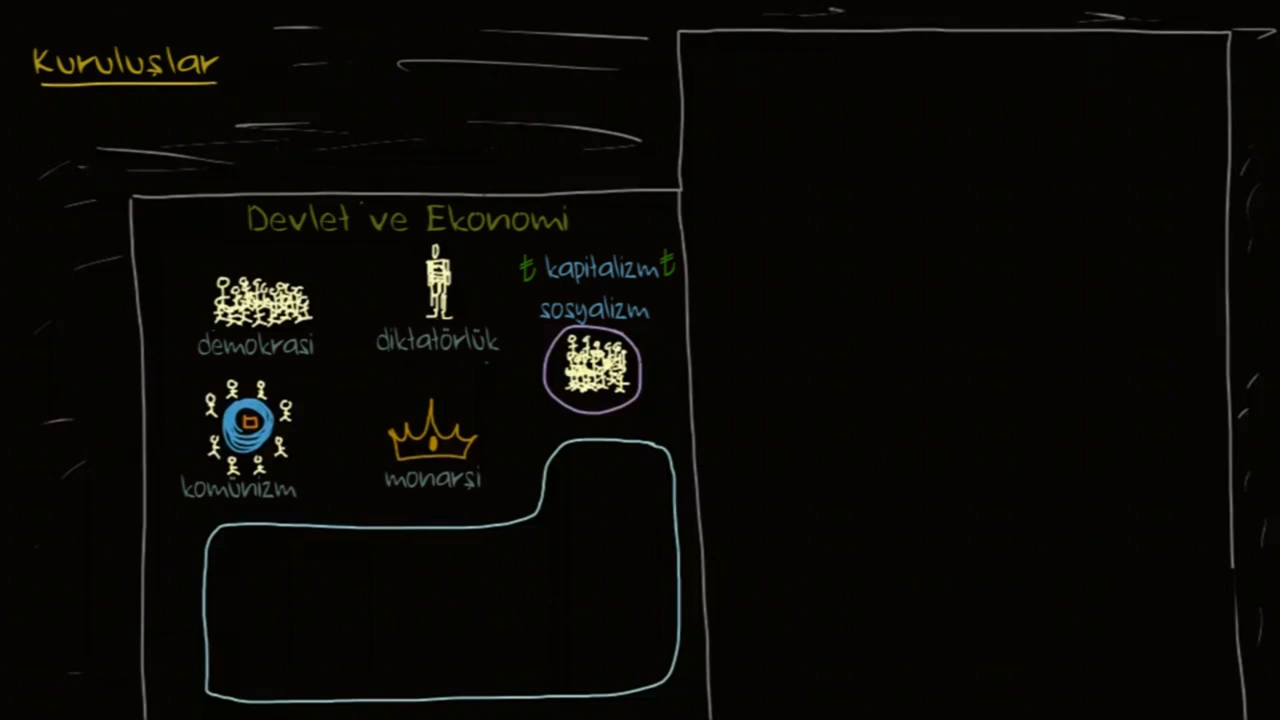 Kuruluşlar
Devlet ve Ekonomi
₺ kapitalizm ₺
sosyalizm
demokrasi
diktatörlük
komünizm
monarşi